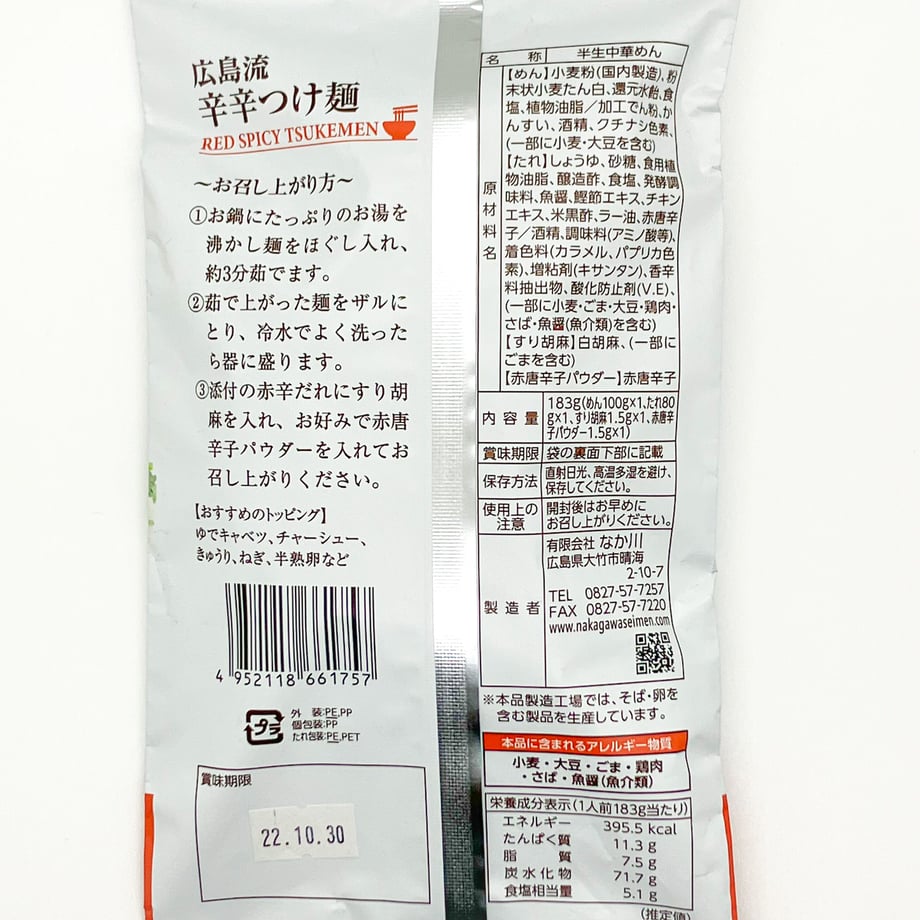 広島流
辛辛つけ麺
RED SPICY TSUKEMEN
〜お召し上がり方〜
①お鍋にたっぷりのお湯を
沸かし麺をほぐし入れ、
約3分茹でます。
②茹で上がった麺をザルに
とり、冷水でよく洗った
ら器に盛ります。
③添付の赤辛だれにすり胡
麻を入れ、お好みで赤唐
辛子パウダーを入れてお
召し上がりください。
【おすすめのトッピング】
ゆでキャベツ、チャーシュー、
きゅうり、ねぎ、半熟卵など
4 952118 661757
プラ
外 装:PE,PP
個包装:PP
たれ包装:PE,PET
賞味期限
22.10.30
名 称 半生中華めん
原材料名
【めん】小麦粉(国内製造)、粉
末状小麦たん白、還元水飴、食
塩、植物油脂/加工でん粉、か
んすい、酒精、クチナシ色素、
(一部に小麦・大豆を含む)
【たれ】しょうゆ、砂糖、食用植
物油脂、醸造酢、食塩、発酵調
味料、魚醤、鰹節エキス、チキン
エキス、米黒酢、ラー油、赤唐辛
子/酒精、調味料(アミノ酸等)、
着色料(カラメル、パプリカ色
素)、増粘剤(キサンタン)、香辛
料抽出物、酸化防止剤(V.E)、
(一部に小麦・ごま・大豆・鶏肉・
さば・魚醤(魚介類)を含む)
【すり胡麻】白胡麻、(一部に
ごまを含む)
【赤唐辛子パウダー】赤唐辛子
内容量
183g(めん100g×1、たれ80
g×1、すり胡麻1.5g×1、赤唐辛
子パウダー1.5g×1)
賞味期限 袋の裏面下部に記載
保存方法
直射日光、高温多湿を避け、
保存してください。
使用上の
注意
開封後はお早めに
お召し上がりください。
製造者
有限会社 なか川
広島県大竹市晴海
2-10-7
TEL 0827-57-7257
FAX 0827-57-7220
www.nakagawaseimen.com
※本品製造工場では、そば・卵を
含む製品を生産しています。
本品に含まれるアレルギー物質
小麦・大豆・ごま・鶏肉
・さば・魚醤(魚介類)
栄養成分表示(1人前183g当たり)
エネルギー 395.5 kcal
たんぱく質 11.3 g
脂 質 7.5 g
炭水化物 71.7 g
食塩相当量 5.1 g
(推定値)